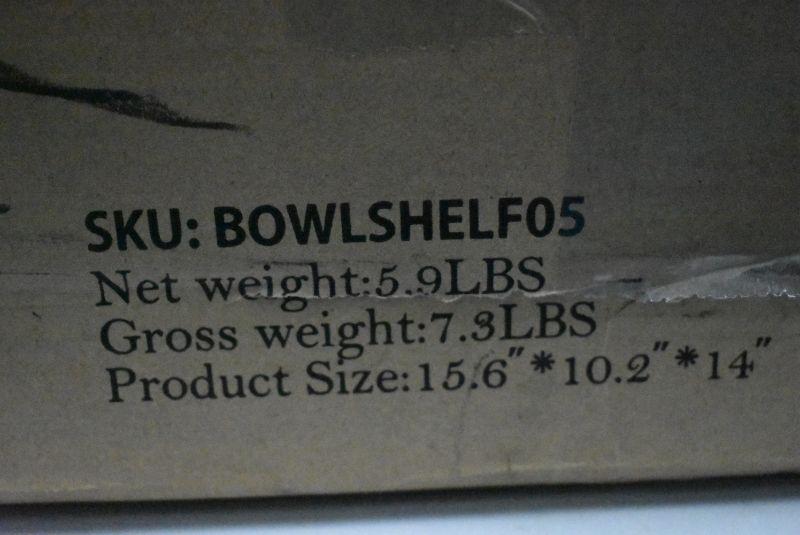 SKU: BOWLSHELF05
Net weight:5.9LBS
Gross weight:7.3LBS
Product Size:15.6"*10.2"*14"